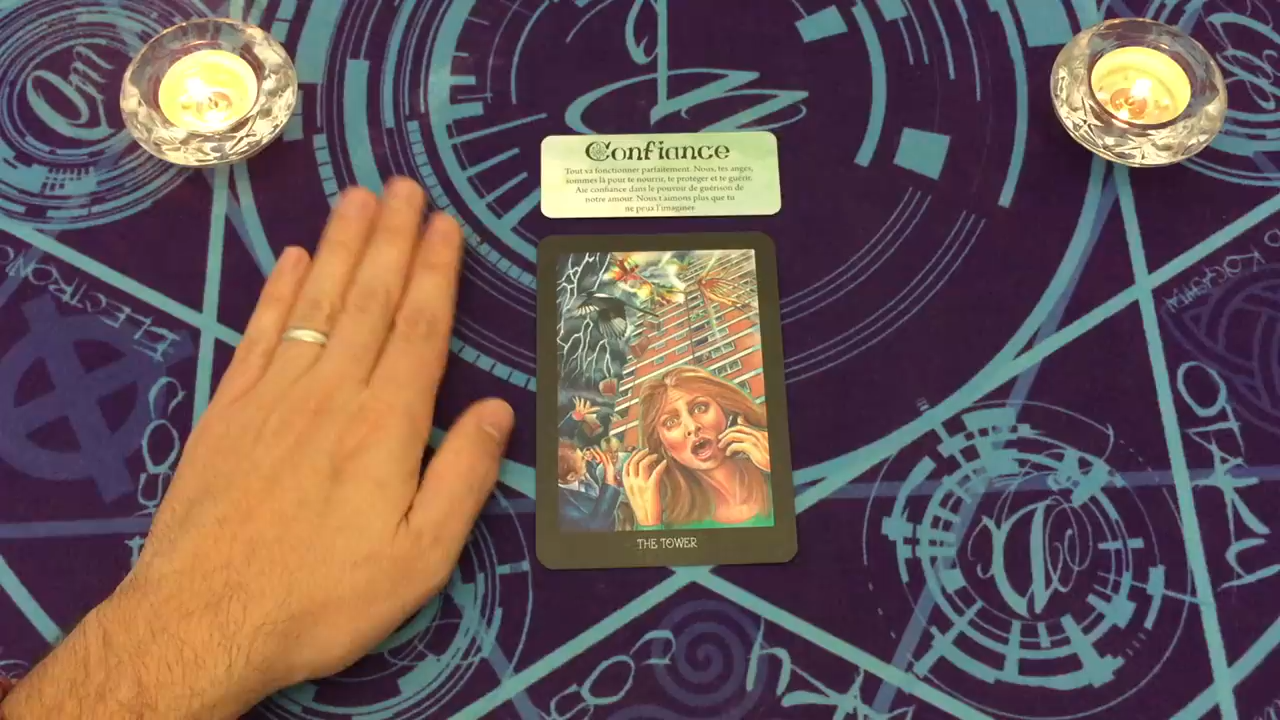 Confiance
Tout va fonctionner parfaitement. Nous, tes anges,
sommes là pour te nourrir, te protéger et te guérir.
Aie confiance dans le pouvoir de guérison de
notre amour. Nous t'aimons plus que tu
ne peux l'imaginer.
THE TOWER
ELECTRONO
OTAKU